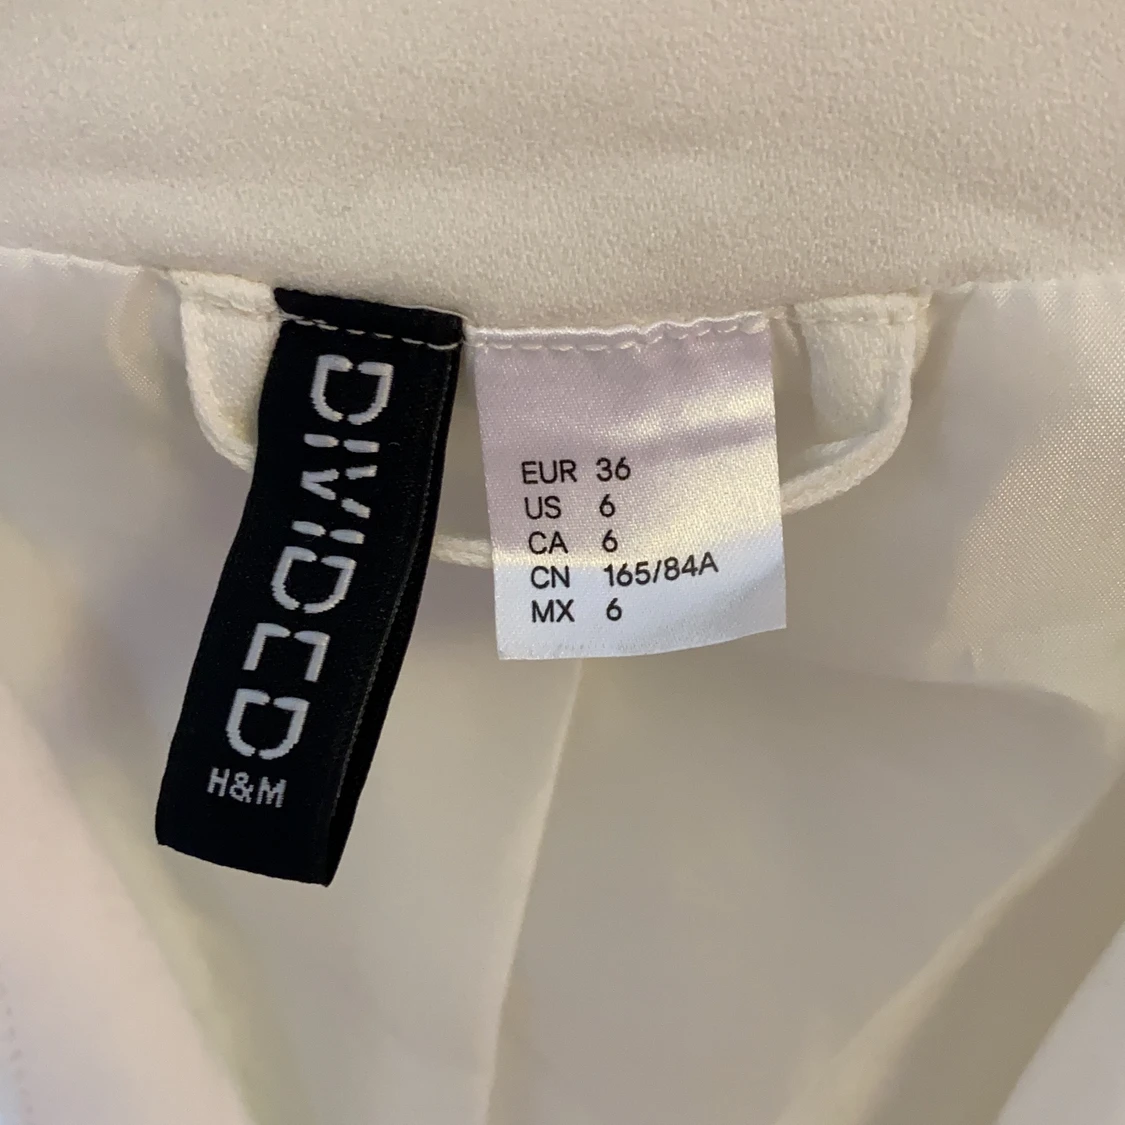 DIVIDED
H&M
EUR 36
US 6
CA 6
CN 165/84A
MX 6